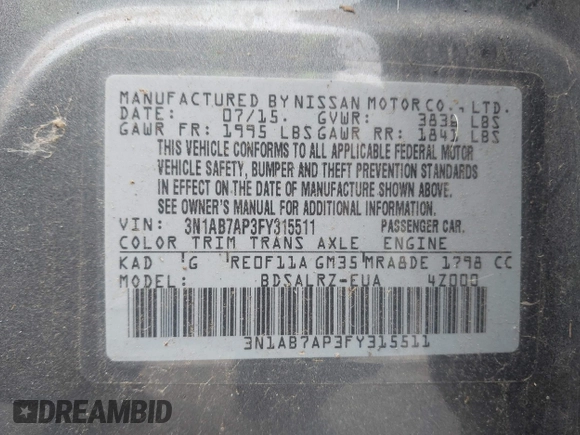 MANUFACTURED BY NISSAN MOTOR CO., LTD.
DATE: 07/15. GVWR: 3838 LBS
GAWR FR: 1995 LBS GAWR RR: 1841 LBS
THIS VEHICLE CONFORMS TO ALL APPLICABLE FEDERAL MOTOR
VEHICLE SAFETY, BUMPER AND THEFT PREVENTION STANDARDS
IN EFFECT ON THE DATE OF MANUFACTURE SHOWN ABOVE.
SEE OWNER'S MANUAL FOR ADDITIONAL INFORMATION
VIN: 3N1AB7AP3FY315511 PASSENGER CAR.
COLOR TRIM TRANS AXLE ENGINE
KAD G RE0F11A GM35 MRA8DE 1798 CC
MODEL: BDSALRZ-EUA 4Z000
3N1AB7AP3FY315511
DREAMBID